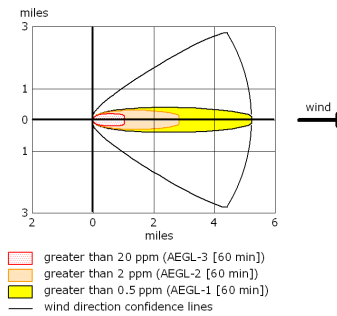 miles
3
1
0
1
3
2 0 2 4 6
miles
wind
greater than 20 ppm (AEGL-3 [60 min])
greater than 2 ppm (AEGL-2 [60 min])
greater than 0.5 ppm (AEGL-1 [60 min])
wind direction confidence lines